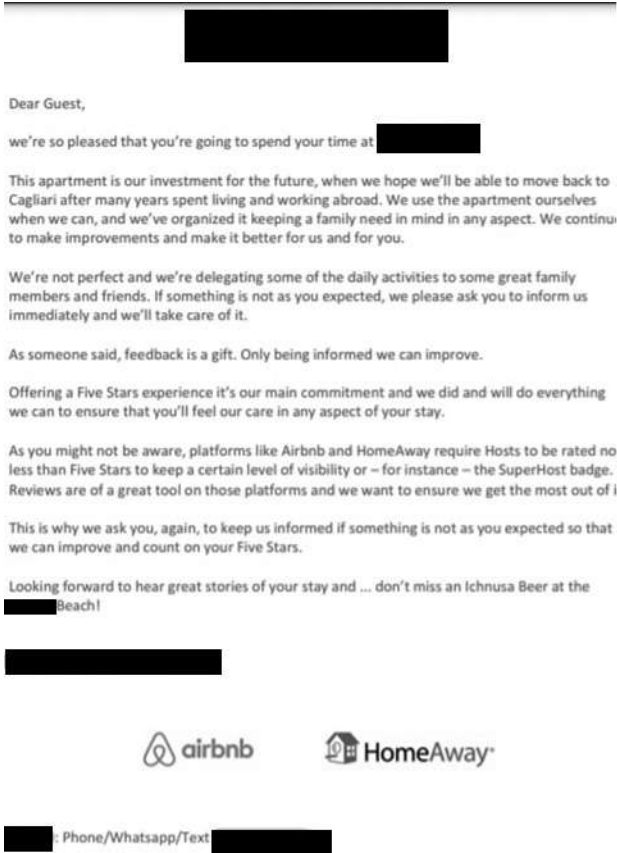 Dear Guest,
we're so pleased that you're going to spend your time at
This apartment is our investment for the future, when we hope we'll be able to move back to
Cagliari after many years spent living and working abroad. We use the apartment ourselves
when we can, and we've organized it keeping a family need in mind in any aspect. We continu
to make improvements and make it better for us and for you.
We're not perfect and we're delegating some of the daily activities to some great family
members and friends. If something is not as you expected, we please ask you to inform us
immediately and we'll take care of it.
As someone said, feedback is a gift. Only being informed we can improve.
Offering a Five Stars experience it's our main commitment and we did and will do everything
we can to ensure that you'll feel our care in any aspect of your stay.
As you might not be aware, platforms like Airbnb and HomeAway require Hosts to be rated no
less than Five Stars to keep a certain level of visibility or – for instance – the SuperHost badge.
Reviews are of a great tool on those platforms and we want to ensure we get the most out of i
This is why we ask you, again, to keep us informed if something is not as you expected so that
we can improve and count on your Five Stars.
Looking forward to hear great stories of your stay and ... don't miss an Ichnusa Beer at the
Beach!
airbnb HomeAway
: Phone/Whatsapp/Text